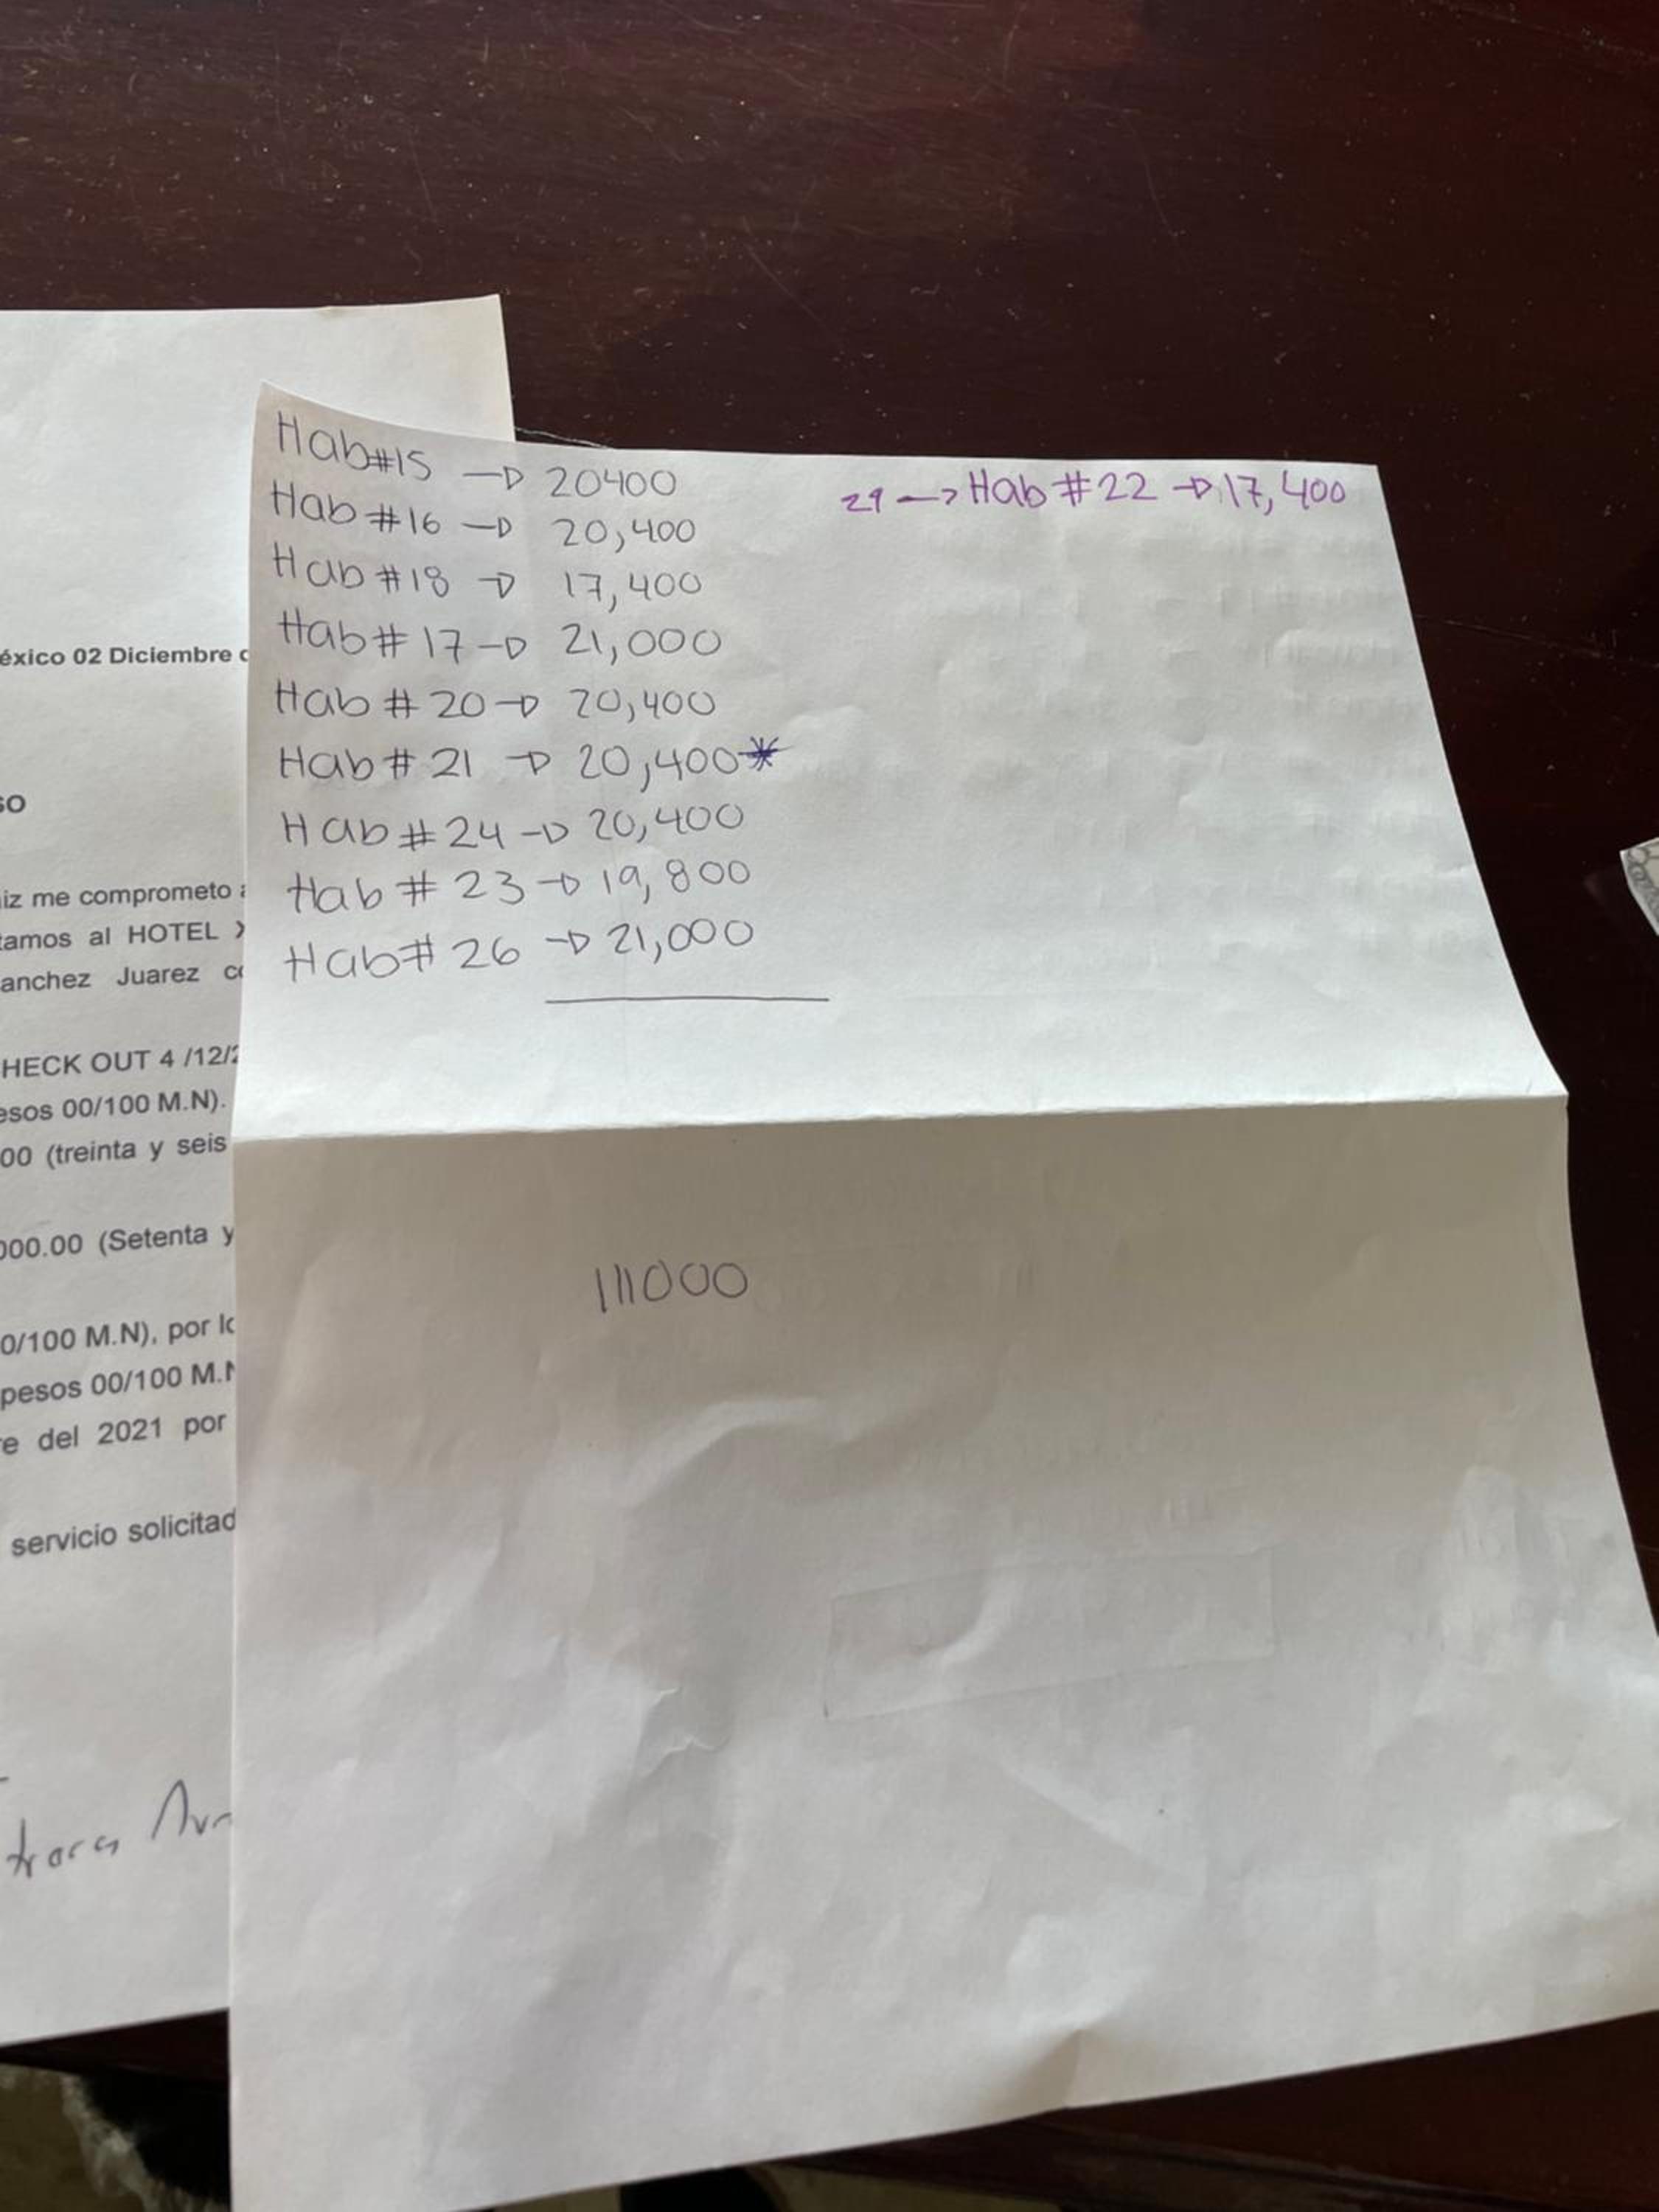 Hab#15 → 20400
Hab #16 → 20,400
Hab #18 → 17,400
Hab# 17 → 21,000
Hab # 20 → 20,400
Hab# 21 → 20,400*
Hab # 24 → 20,400
Hab # 23 → 19,800
Hab# 26 → 21,000
29 → Hab #22 → 17,400
111000
éxico 02 Diciembre
SO
iz me comprometo
tamos al HOTEL
anchez Juarez
HECK OUT 4 /12/2
esos 00/100 M.N).
00 (treinta y seis
000.00 (Setenta y
0/100 M.N), por lo
pesos 00/100 M.N
re del 2021 por
servicio solicitad